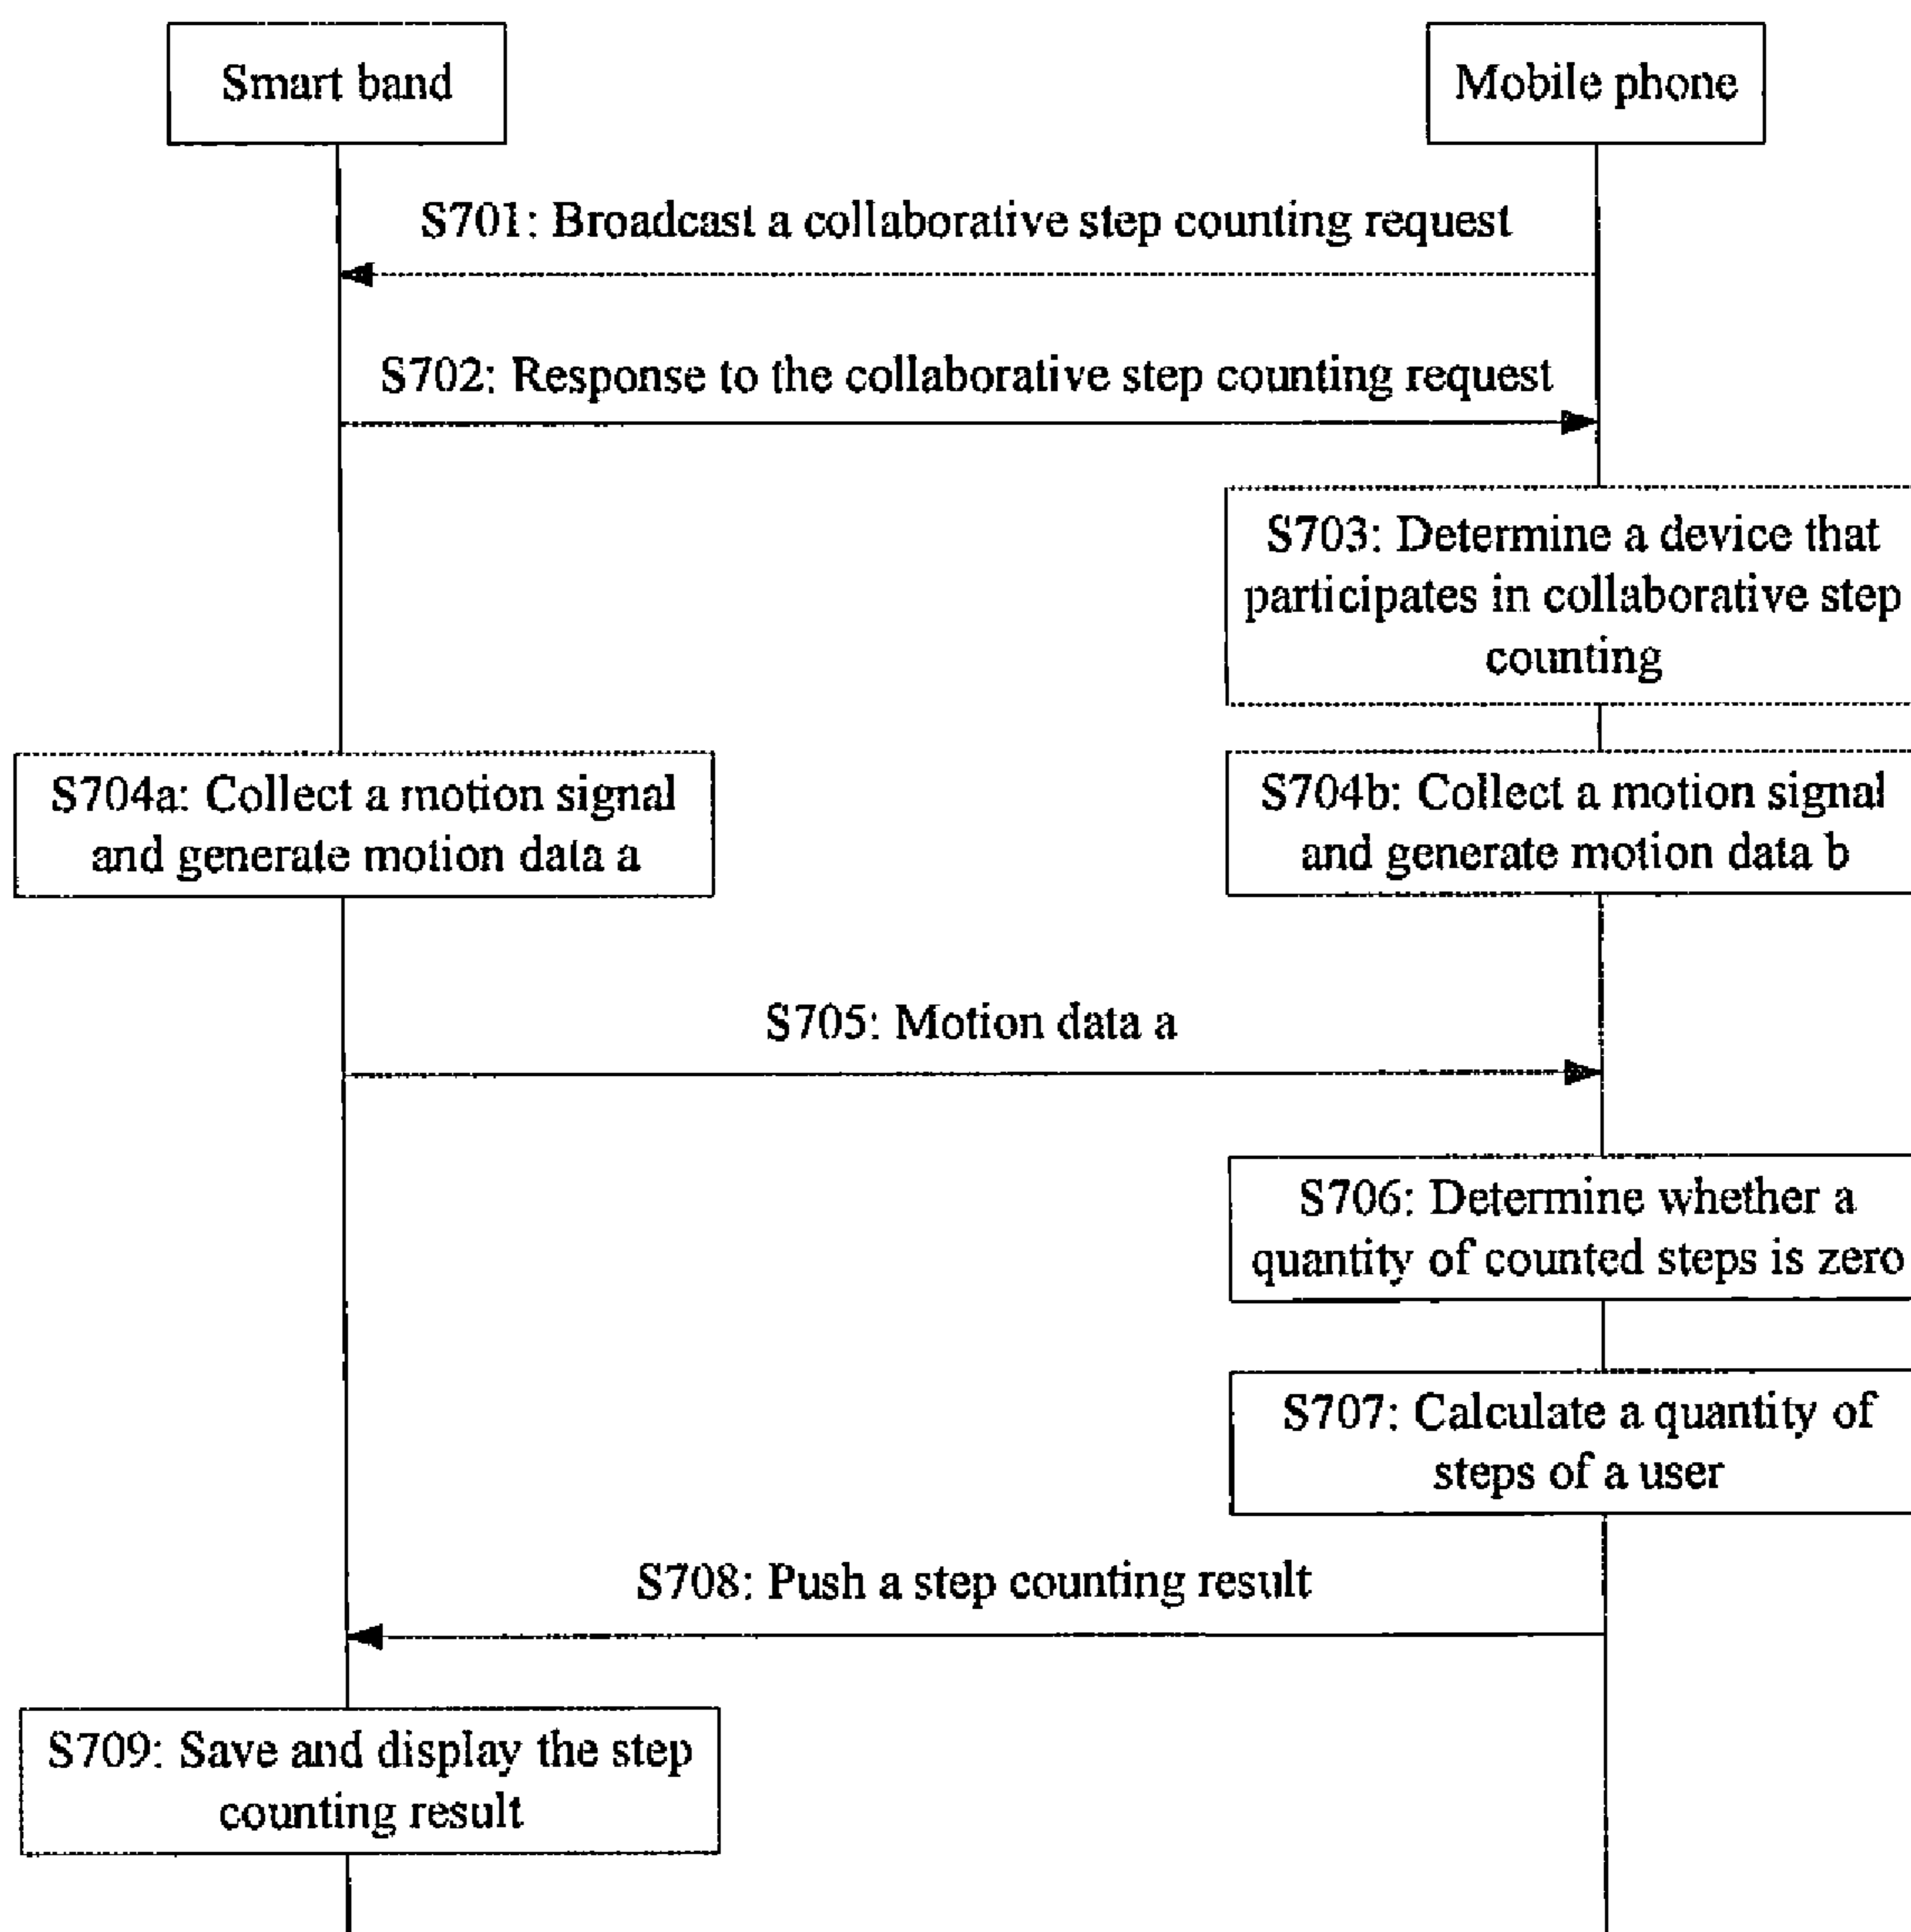 Smart band
Mobile phone
S701: Broadcast a collaborative step counting request
S702: Response to the collaborative step counting request
S703: Determine a device that
participates in collaborative step
counting
S704a: Collect a motion signal
and generate motion data a
S704b: Collect a motion signal
and generate motion data b
S705: Motion data a
S706: Determine whether a
quantity of counted steps is zero
S707: Calculate a quantity of
steps of a user
S708: Push a step counting result
S709: Save and display the step
counting result